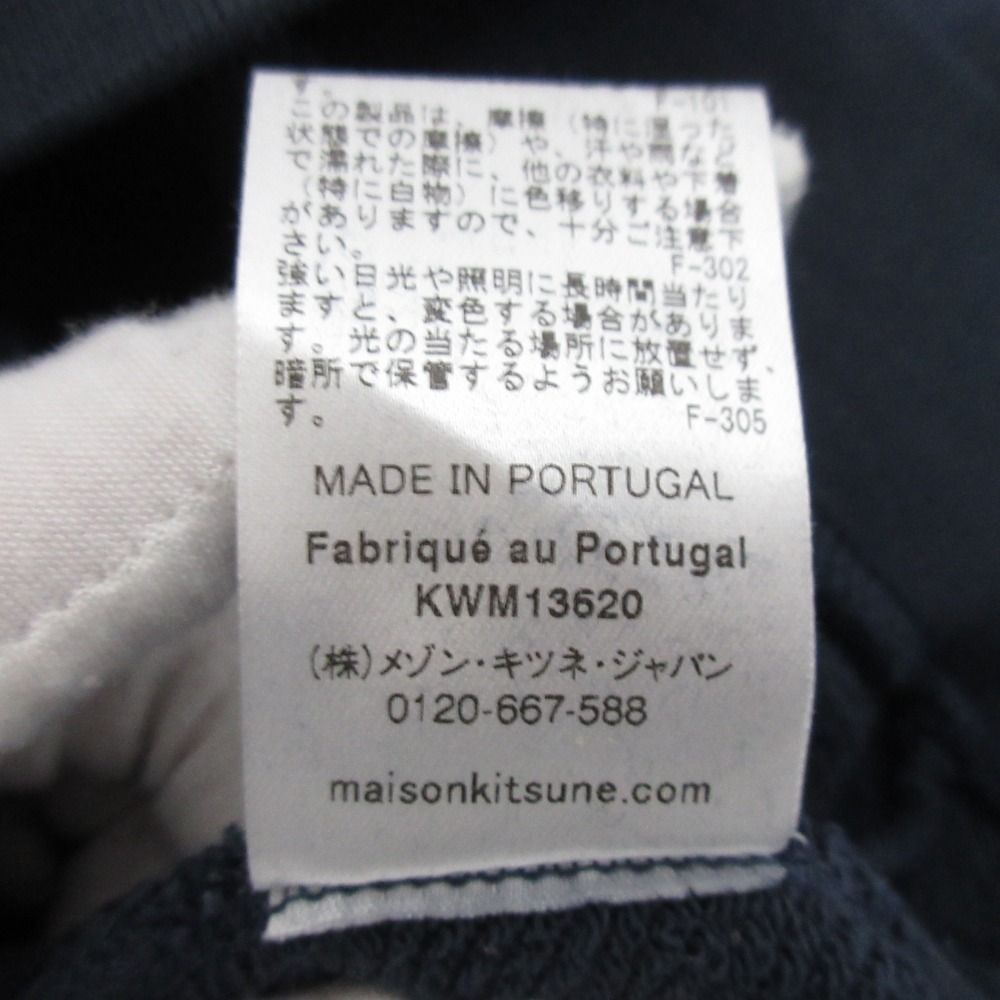 す。
F-101
この製品は、摩擦（特に湿った
状態での摩擦）や、汗や雨など
で濡れた際に、他の衣料や下着
（特に白物）に色移りする場合
がありますので、十分ご注意下
さい。
F-302
強い日光や照明に長時間当たり
ますと、変色する場合がありま
す。光の当たる場所に放置せず、
暗所で保管するようお願いしま
す。
F-305
MADE IN PORTUGAL
Fabriqué au Portugal
KWM13620
(株)メゾン・キツネ・ジャパン
0120-667-588
maisonkitsune.com